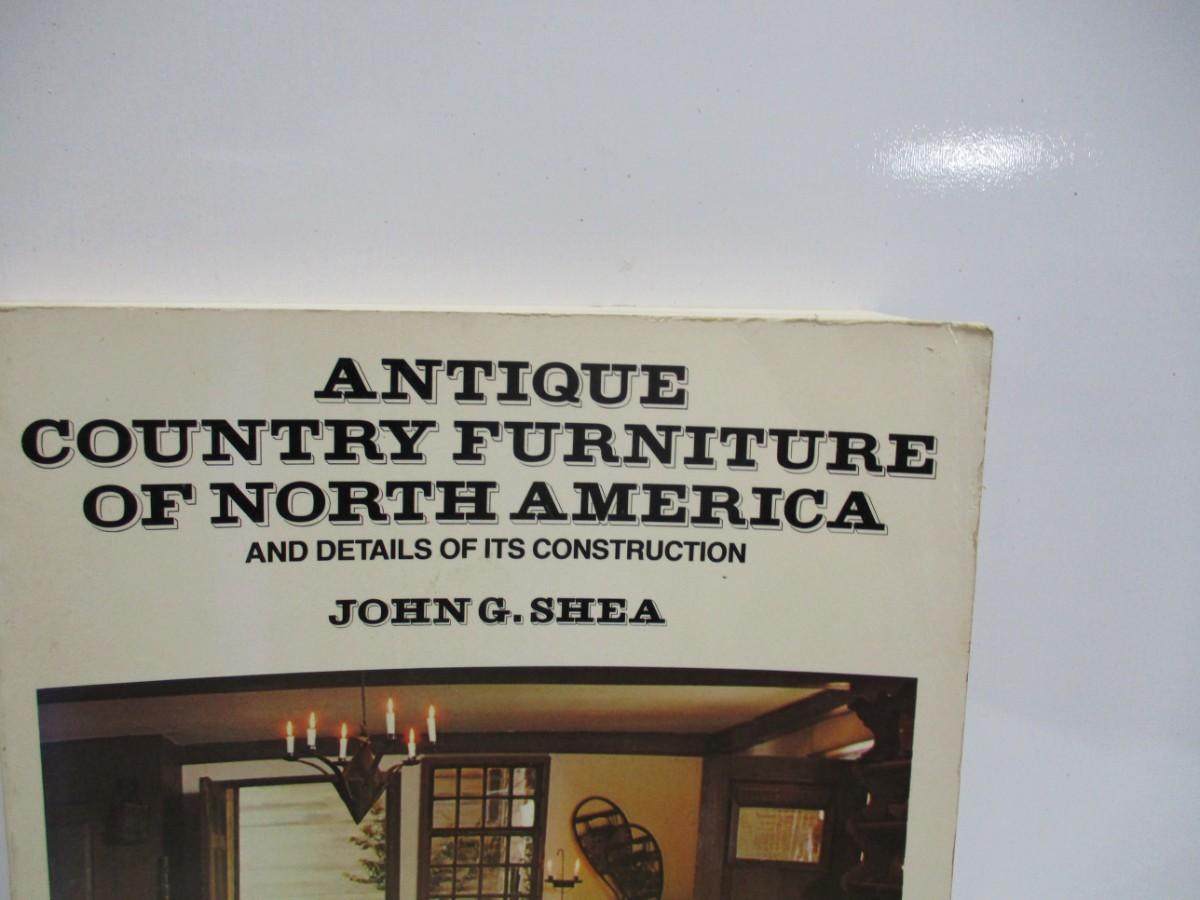 ANTIQUE
COUNTRY FURNITURE
OF NORTH AMERICA
AND DETAILS OF ITS CONSTRUCTION
JOHN G. SHEA